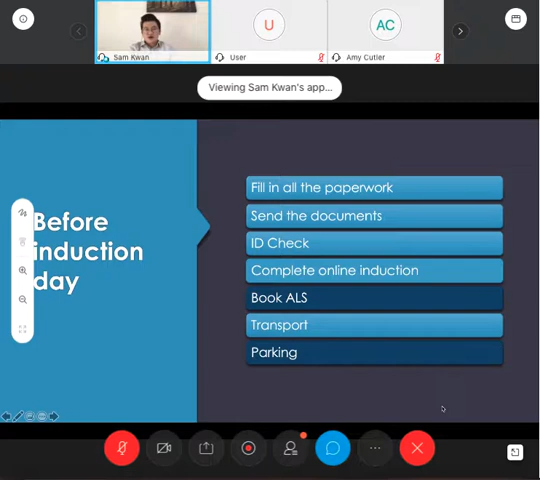 U
AC
Sam Kwan
User
Amy Cutler
Viewing Sam Kwan's app...
Before
induction
day
Fill in all the paperwork
Send the documents
ID Check
Complete online induction
Book ALS
Transport
Parking